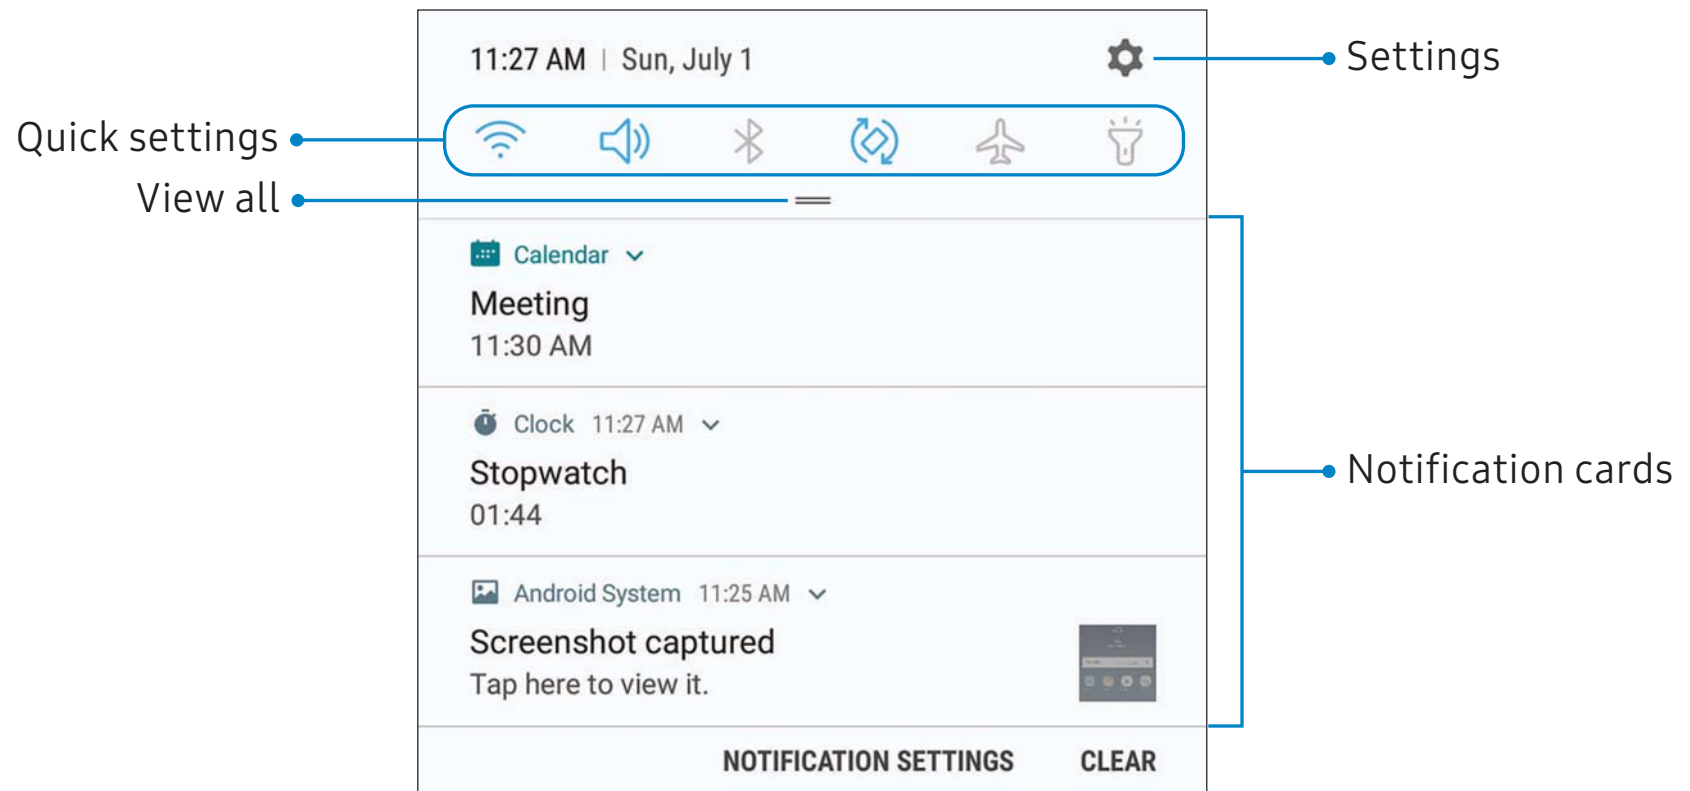 11:27 AM | Sun, July 1
Settings
Quick settings
View all
Calendar
Meeting
11:30 AM
Clock 11:27 AM
Stopwatch
01:44
Notification cards
Android System 11:25 AM
Screenshot captured
Tap here to view it.
NOTIFICATION SETTINGS CLEAR